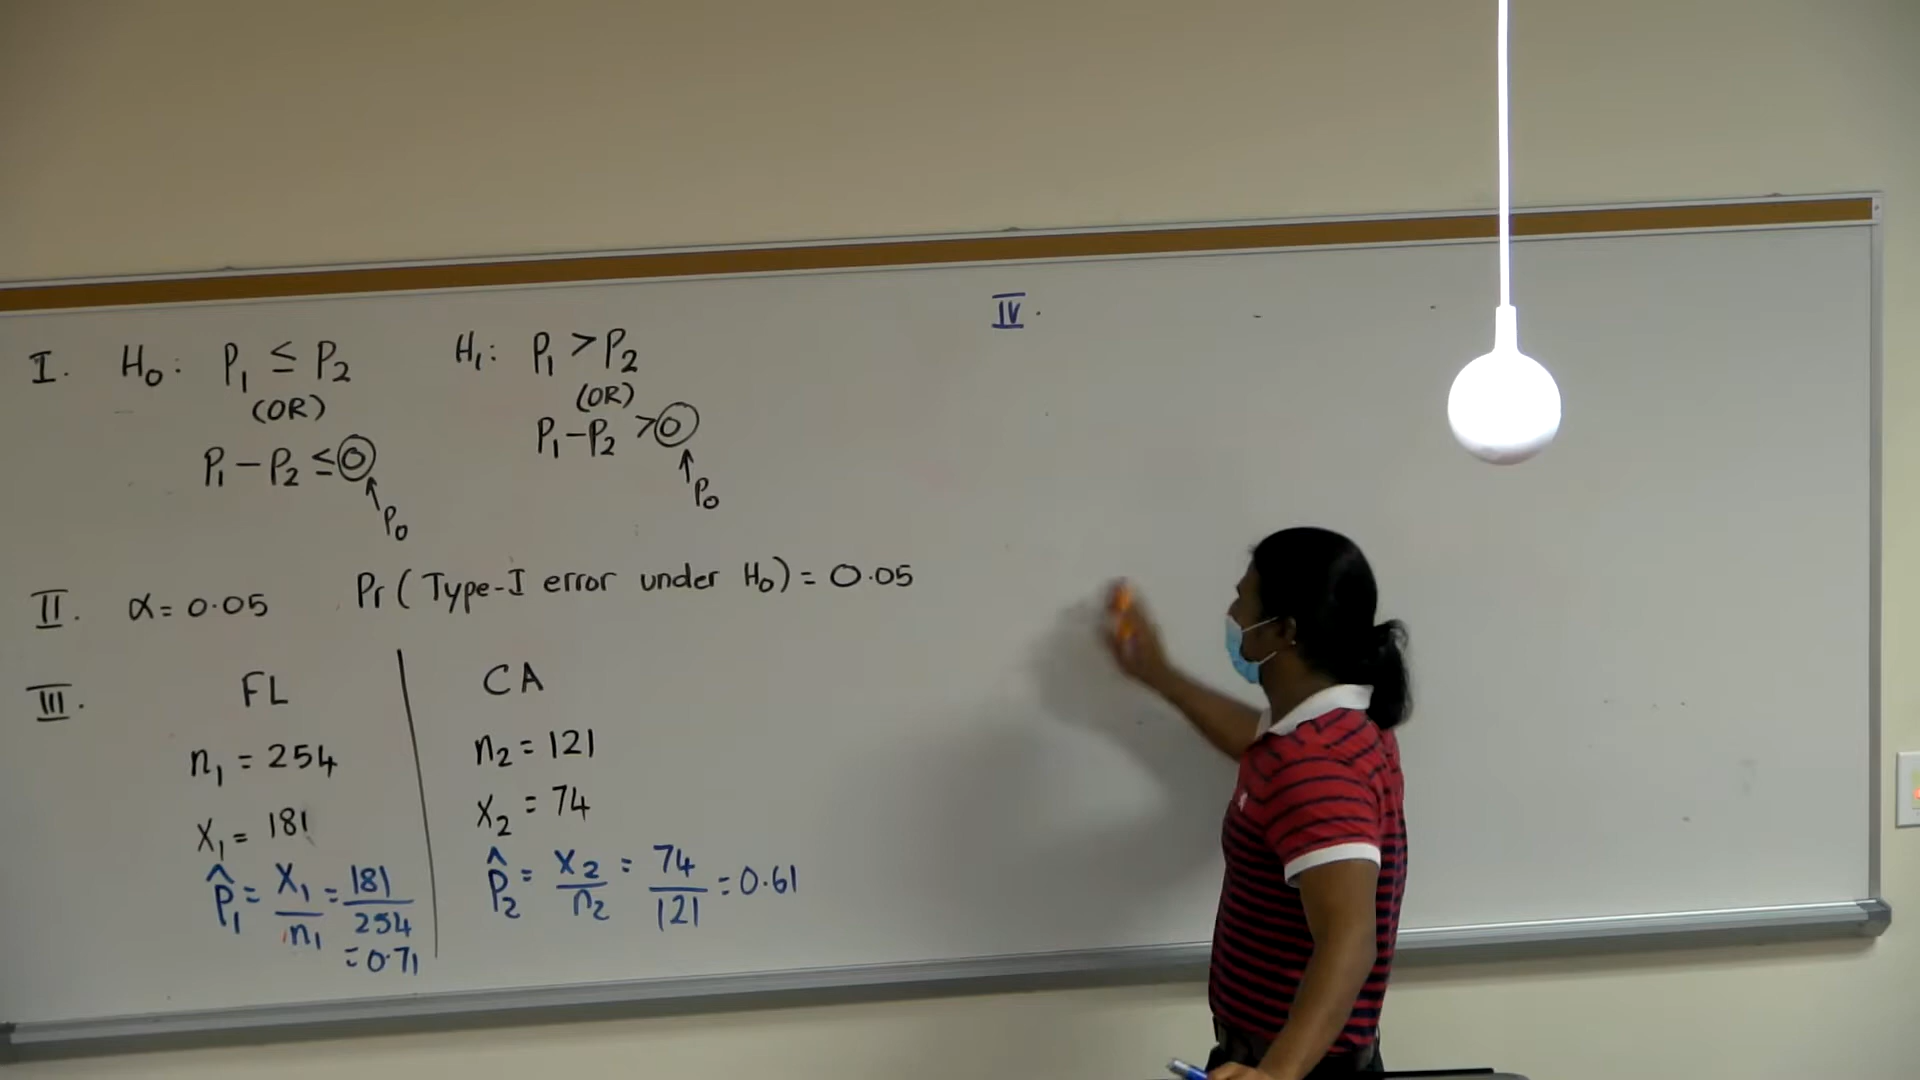 I. H₀: P₁ ≤ P₂ H₁: P₁ > P₂
(OR) (OR)
P₁ - P₂ ≤ 0 P₁ - P₂ > 0
↑ ↑
P₀ P₀
II. α = 0.05 Pr ( Type-I error under H₀) = 0.05
III. FL CA
n₁ = 254 n₂ = 121
X₁ = 181 X₂ = 74
P̂₁ = X₁/n₁ = 181/254 P̂₂ = X₂/n₂ = 74/121 = 0.61
= 0.71
IV.